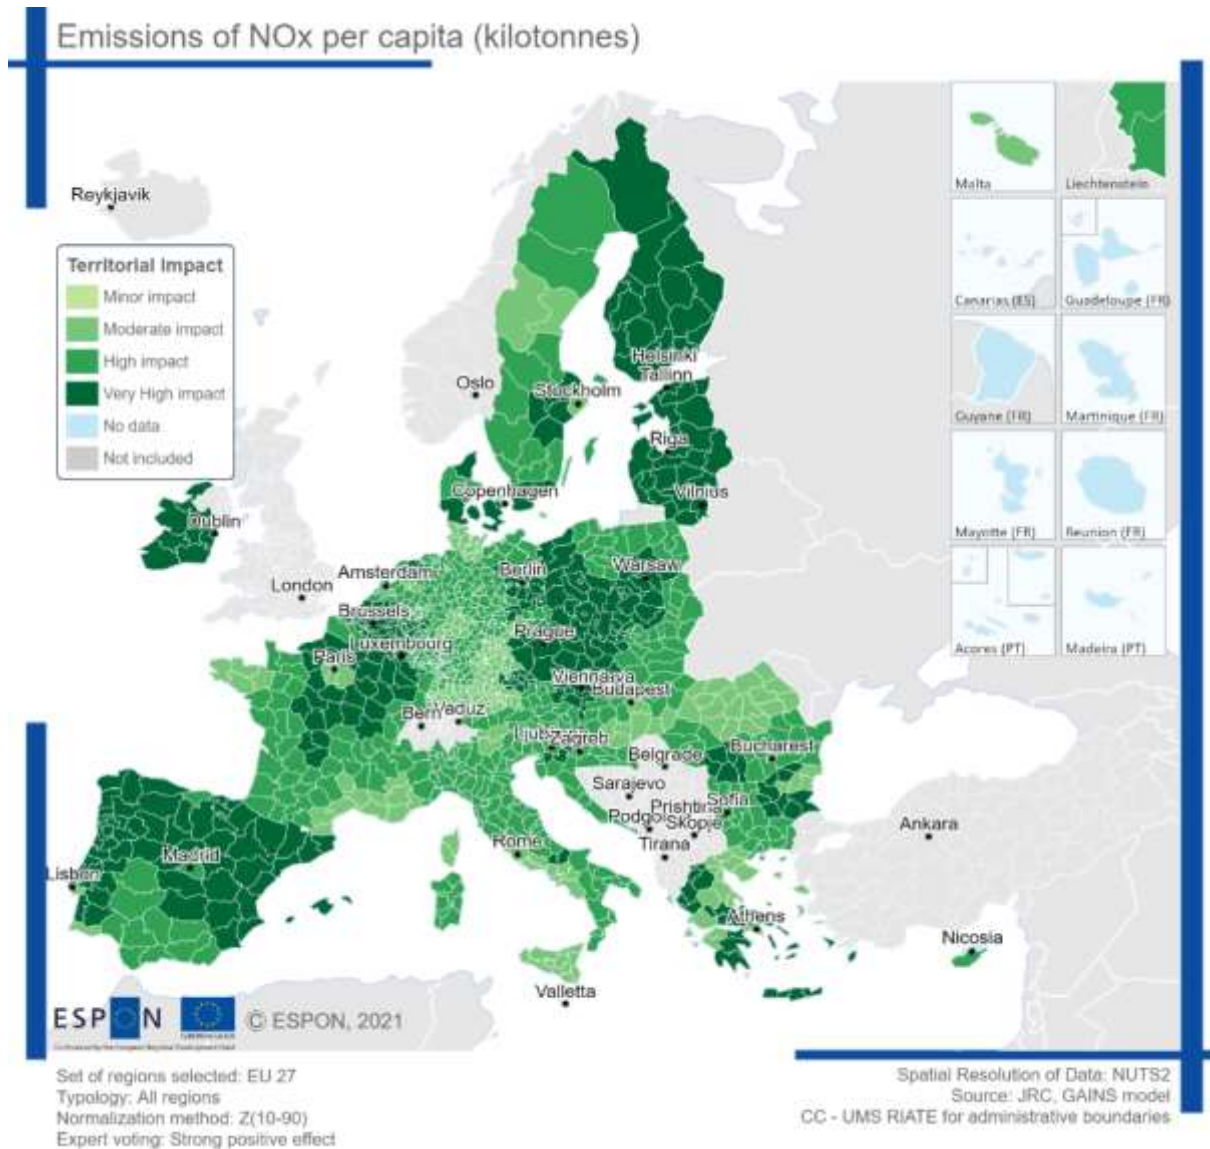 Emissions of NOx per capita (kilotonnes)
Reykjavik
Malta
Liechtenstein
Territorial Impact
Minor impact
Moderate impact
High impact
Very High impact
No data
Not included
Canarias (ES)
Guadeloupe (FR)
Guyane (FR)
Martinique (FR)
Mayotte (FR)
Reunion (FR)
Acores (PT)
Madeira (PT)
Oslo
Helsinki
Tallinn
Stockholm
Riga
Copenhagen
Vilnius
Dublin
London
Amsterdam
Berlin
Warsaw
Brussels
Luxembourg
Prague
Paris
Vienna
Budapest
Bern
Vaduz
Zagreb
Belgrade
Bucharest
Sarajevo
Prishtina
Sofia
Skopje
Tirana
Ankara
Rome
Madrid
Lisbon
Athens
Nicosia
Valletta
ESPON
© ESPON, 2021
Set of regions selected: EU 27
Typology: All regions
Normalization method: Z(10-90)
Expert voting: Strong positive effect
Spatial Resolution of Data: NUTS2
Source: JRC, GAINS model
CC - UMS RIATE for administrative boundaries